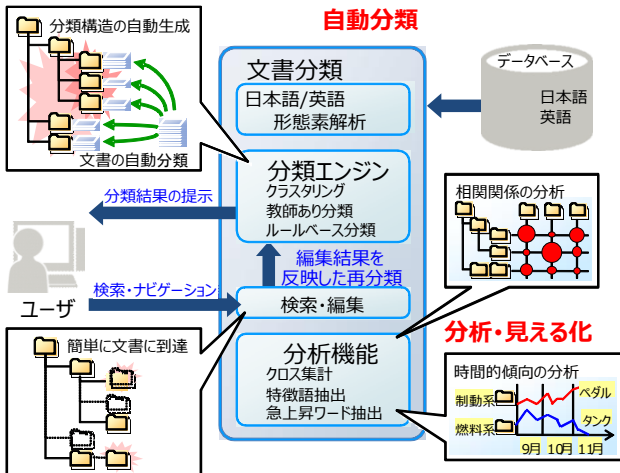 自動分類
分類構造の自動生成
文書の自動分類
文書分類
日本語/英語
形態素解析
データベース
日本語
英語
分類エンジン
クラスタリング
教師あり分類
ルールベース分類
分類結果の提示
相関関係の分析
編集結果を
反映した再分類
ユーザ
検索・ナビゲーション
検索・編集
分析・見える化
簡単に文書に到達
分析機能
クロス集計
特徴語抽出
急上昇ワード抽出
時間的傾向の分析
制動系
ペダル
燃料系
タンク
9月 10月 11月